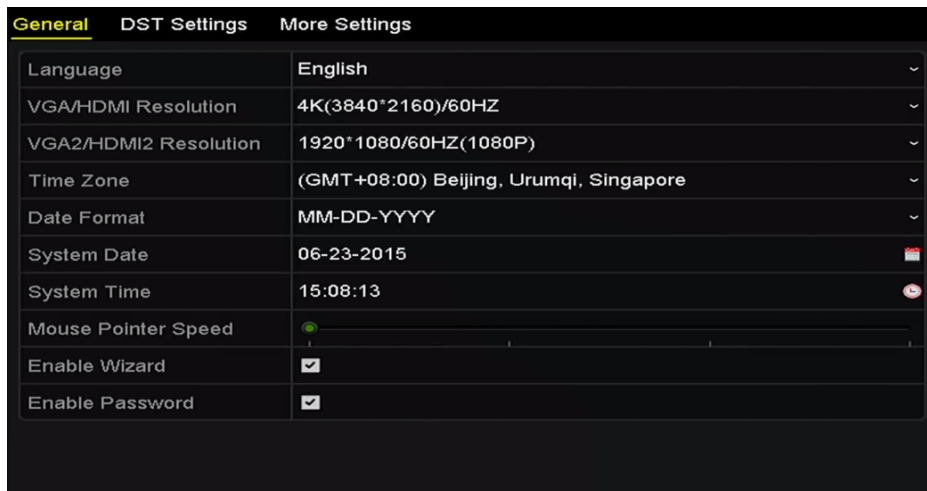 General DST Settings More Settings
Language English
VGA/HDMI Resolution 4K(3840*2160)/60HZ
VGA2/HDMI2 Resolution 1920*1080/60HZ(1080P)
Time Zone (GMT+08:00) Beijing, Urumqi, Singapore
Date Format MM-DD-YYYY
System Date 06-23-2015
System Time 15:08:13
Mouse Pointer Speed
Enable Wizard
Enable Password